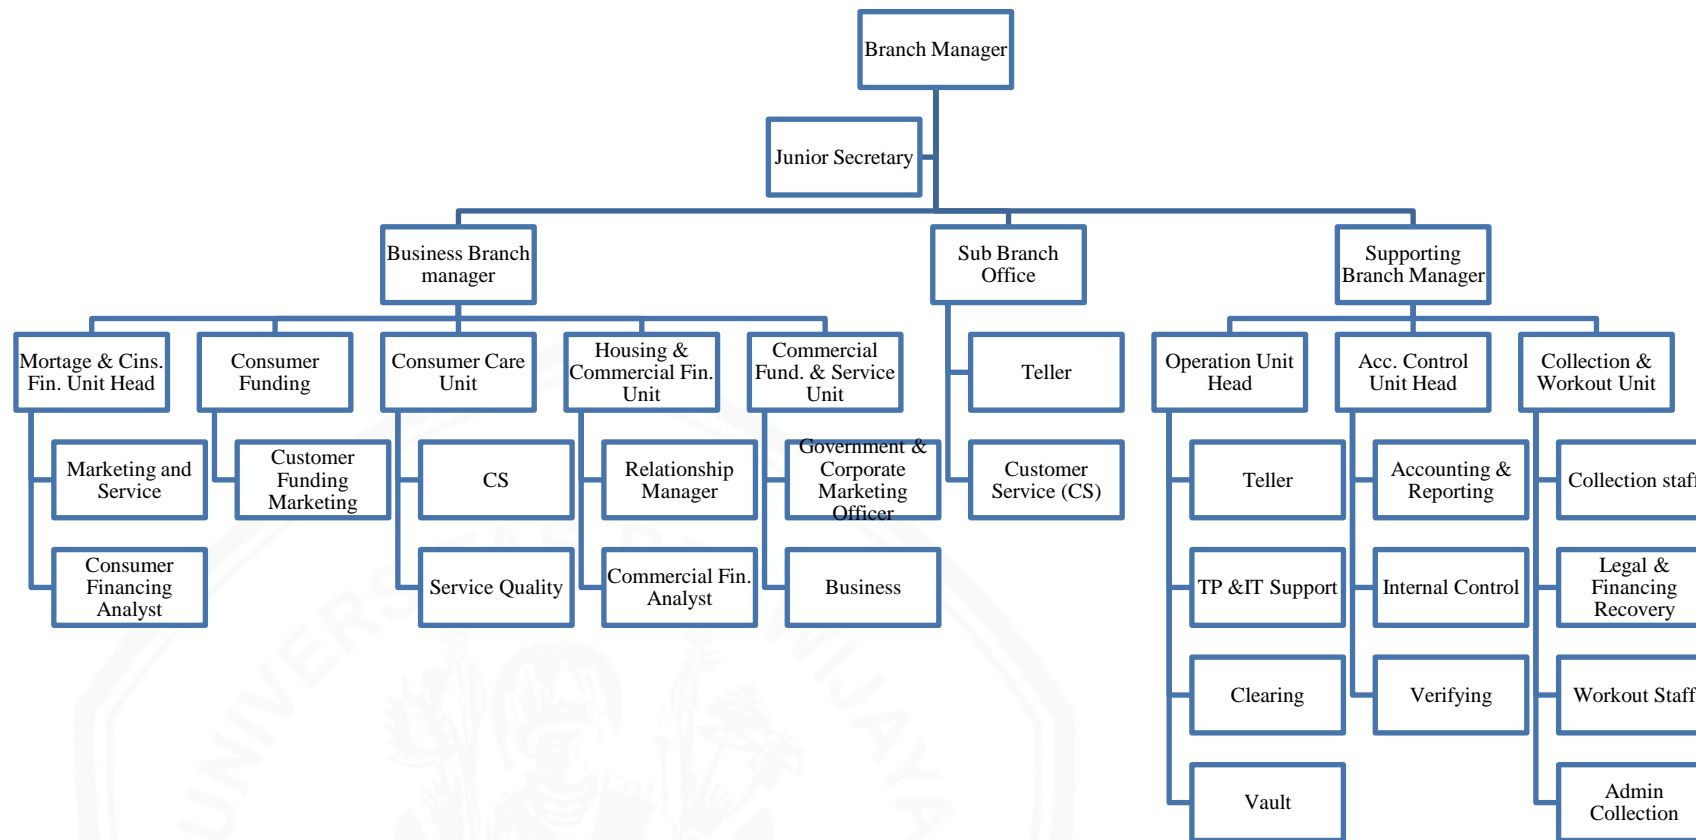 Branch Manager
Junior Secretary
Business Branch
manager
Sub Branch
Office
Supporting
Branch Manager
Mortage & Cins.
Fin. Unit Head
Consumer
Funding
Consumer Care
Unit
Housing &
Commercial Fin.
Unit
Commercial
Fund. & Service
Unit
Teller
Operation Unit
Head
Acc. Control
Unit Head
Collection &
Workout Unit
Marketing and
Service
Customer
Funding
Marketing
CS
Relationship
Manager
Government &
Corporate
Marketing
Officer
Customer
Service (CS)
Teller
Accounting &
Reporting
Collection staff
Consumer
Financing
Analyst
Service Quality
Commercial Fin.
Analyst
Business
TP &IT Support
Internal Control
Legal &
Financing
Recovery
Clearing
Verifying
Workout Staff
Vault
Admin
Collection